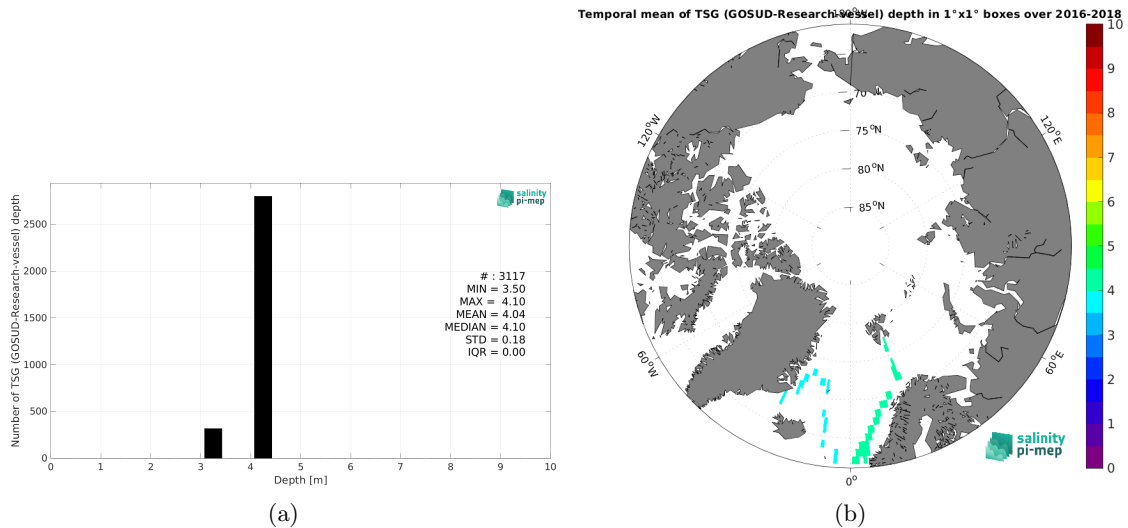 Number of TSG (GOSUD-Research-vessel) depth
2500
2000
1500
1000
500
0
0 1 2 3 4 5 6 7 8 9 10
Depth [m]
salinity
pi-mep
# : 3117
MIN = 3.50
MAX = 4.10
MEAN = 4.04
MEDIAN = 4.10
STD = 0.18
IQR = 0.00
(a)
Temporal mean of TSG (GOSUD-Research-vessel) depth in 1°x1° boxes over 2016-2018
180°W
120°W
120°E
60°W
60°E
0°
70
75°N
80°N
85°N
10
9
8
7
6
5
4
3
2
1
0
salinity
pi-mep
(b)